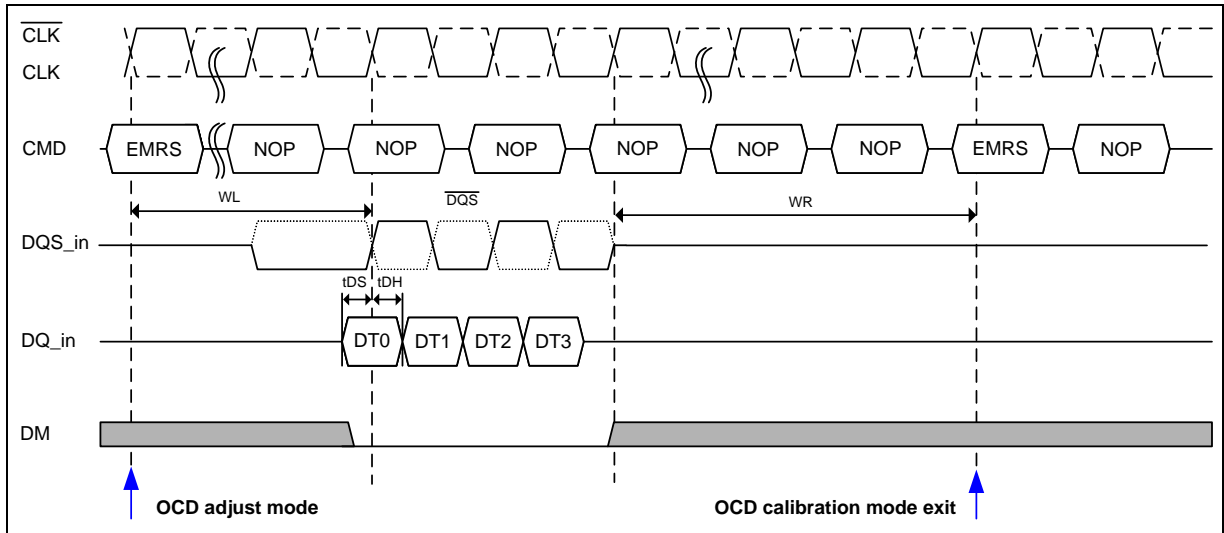 CLK
CLK
CMD EMRS NOP NOP NOP NOP NOP NOP EMRS NOP
WL DQS WR
DQS_in
tDS tDH
DQ_in DT0 DT1 DT2 DT3
DM
OCD adjust mode OCD calibration mode exit